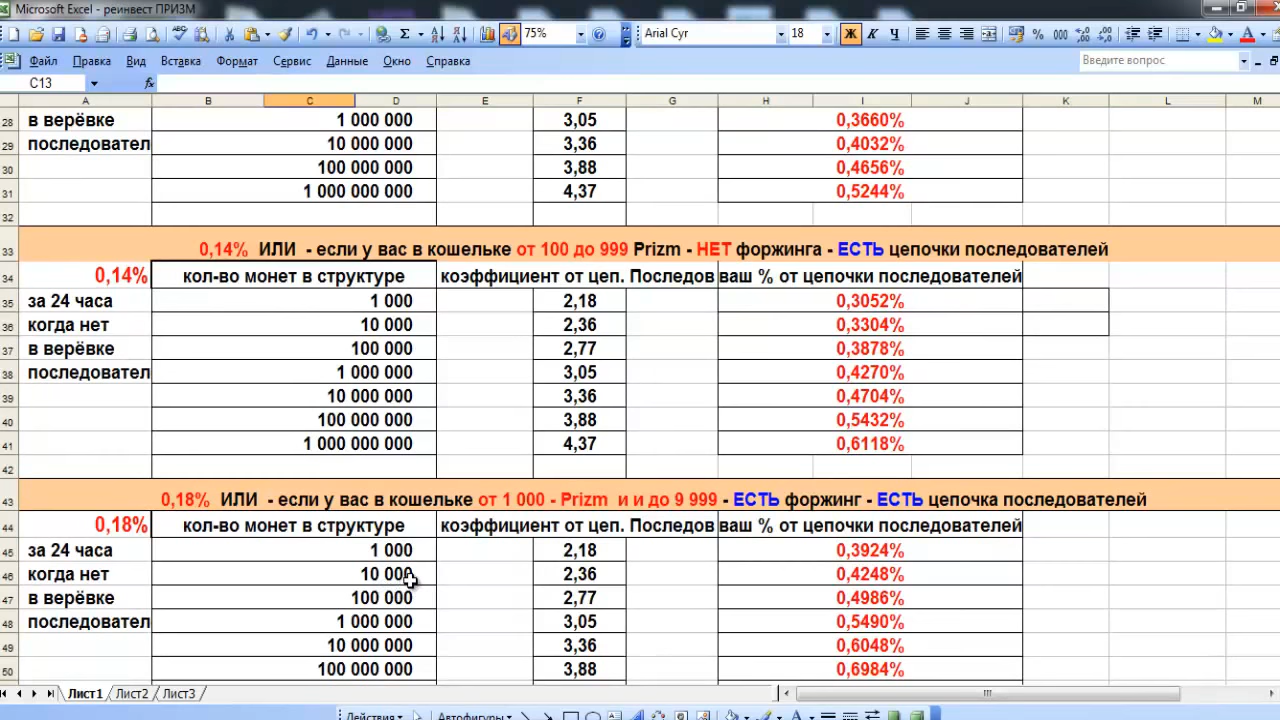 Microsoft Excel - реинвест ПРИЗМ
75% Arial Cyr 18 Ж К Ч % 000
Файл Правка Вид Вставка Формат Сервис Данные Окно Справка Введите вопрос
C13 fx
A B C D E F G H I J K L M
28 в верёвке 1 000 000 3,05 0,3660%
29 последовател 10 000 000 3,36 0,4032%
30 100 000 000 3,88 0,4656%
31 1 000 000 000 4,37 0,5244%
32
33 0,14% ИЛИ - если у вас в кошельке от 100 до 999 Prizm - НЕТ форжинга - ЕСТЬ цепочки последователей
34 0,14% кол-во монет в структуре коэффициент от цеп. Последов ваш % от цепочки последователей
35 за 24 часа 1 000 2,18 0,3052%
36 когда нет 10 000 2,36 0,3304%
37 в верёвке 100 000 2,77 0,3878%
38 последовател 1 000 000 3,05 0,4270%
39 10 000 000 3,36 0,4704%
40 100 000 000 3,88 0,5432%
41 1 000 000 000 4,37 0,6118%
42
43 0,18% ИЛИ - если у вас в кошельке от 1 000 - Prizm и и до 9 999 - ЕСТЬ форжинг - ЕСТЬ цепочка последователей
44 0,18% кол-во монет в структуре коэффициент от цеп. Последов ваш % от цепочки последователей
45 за 24 часа 1 000 2,18 0,3924%
46 когда нет 10 000 2,36 0,4248%
47 в верёвке 100 000 2,77 0,4986%
48 последовател 1 000 000 3,05 0,5490%
49 10 000 000 3,36 0,6048%
50 100 000 000 3,88 0,6984%
Лист1 Лист2 Лист3
Действия Автофигуры